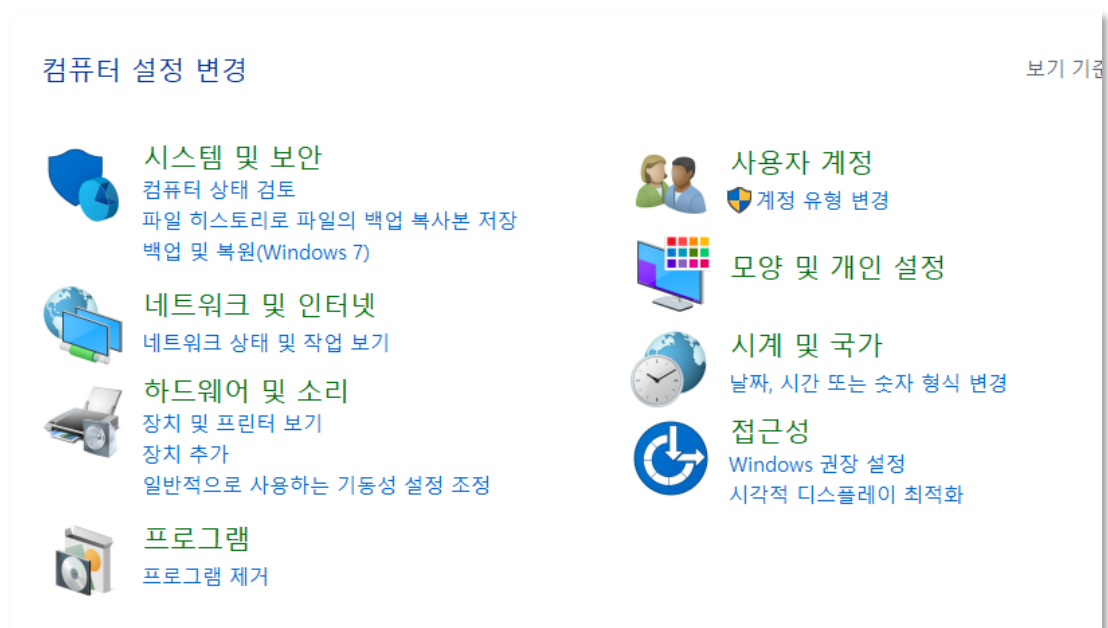 컴퓨터 설정 변경
보기 기준
시스템 및 보안
컴퓨터 상태 검토
파일 히스토리로 파일의 백업 복사본 저장
백업 및 복원(Windows 7)
네트워크 및 인터넷
네트워크 상태 및 작업 보기
하드웨어 및 소리
장치 및 프린터 보기
장치 추가
일반적으로 사용하는 기동성 설정 조정
프로그램
프로그램 제거
사용자 계정
계정 유형 변경
모양 및 개인 설정
시계 및 국가
날짜, 시간 또는 숫자 형식 변경
접근성
Windows 권장 설정
시각적 디스플레이 최적화